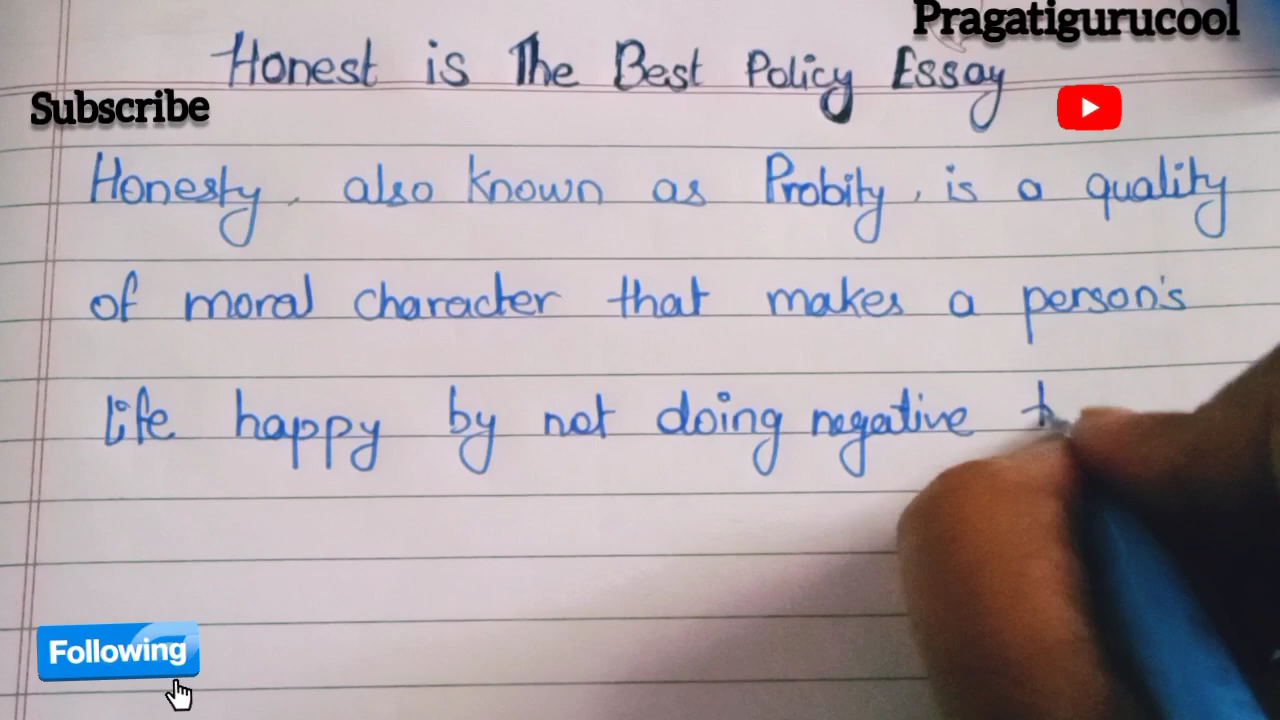 Pragatigurucool
Honest is The Best Policy Essay
Subscribe
Honesty, also known as Probity, is a quality
of moral character that makes a person's
life happy by not doing negative
Following